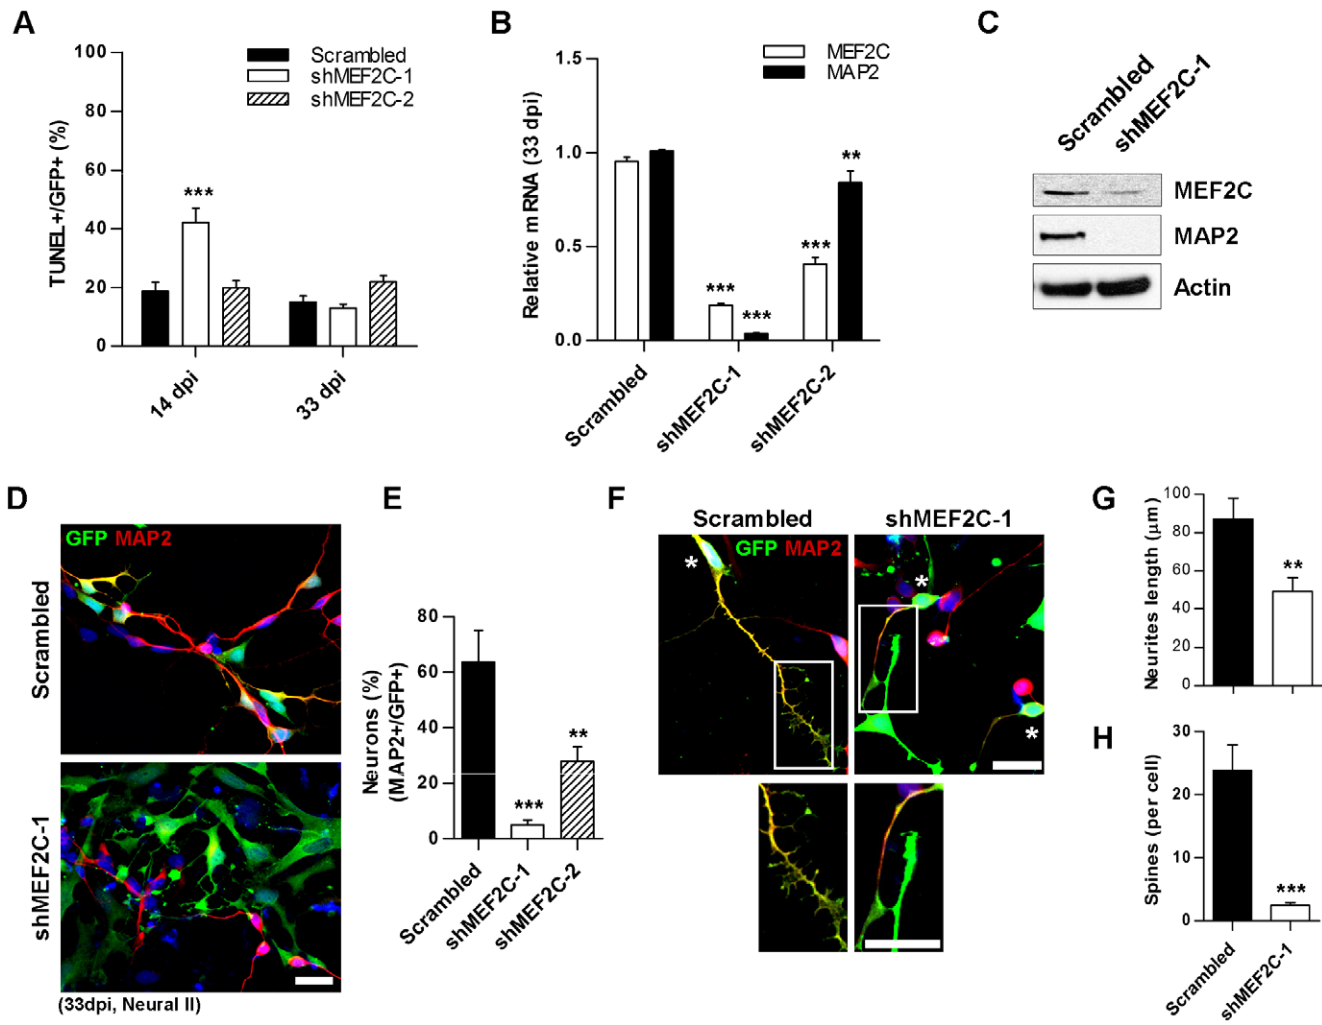 A
TUNEL+/GFP+ (%)
100
80
60
40
20
0
Scrambled
shMEF2C-1
shMEF2C-2
***
14 dpi
33 dpi
B
Relative mRNA (33 dpi)
1.5
1.0
0.5
0.0
MEF2C
MAP2
***
***
***
**
Scrambled
shMEF2C-1
shMEF2C-2
C
Scrambled
shMEF2C-1
MEF2C
MAP2
Actin
D
GFP MAP2
Scrambled
shMEF2C-1
(33dpi, Neural II)
E
Neurons (%)
(MAP2+/GFP+)
80
60
40
20
0
***
**
Scrambled
shMEF2C-1
shMEF2C-2
F
Scrambled
shMEF2C-1
GFP MAP2
*
*
*
G
Neurites length (μm)
100
80
60
40
20
0
**
H
Spines (per cell)
30
20
10
0
***
Scrambled
shMEF2C-1